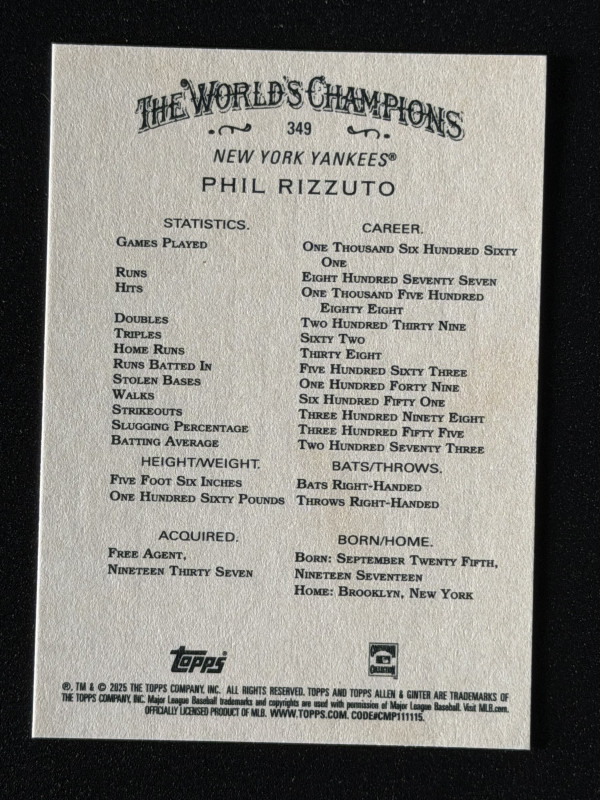 THE WORLD'S CHAMPIONS
349
NEW YORK YANKEES®
PHIL RIZZUTO
STATISTICS. CAREER.
GAMES PLAYED ONE THOUSAND SIX HUNDRED SIXTY
ONE
RUNS EIGHT HUNDRED SEVENTY SEVEN
HITS ONE THOUSAND FIVE HUNDRED
EIGHTY EIGHT
DOUBLES TWO HUNDRED THIRTY NINE
TRIPLES SIXTY TWO
HOME RUNS THIRTY EIGHT
RUNS BATTED IN FIVE HUNDRED SIXTY THREE
STOLEN BASES ONE HUNDRED FORTY NINE
WALKS SIX HUNDRED FIFTY ONE
STRIKEOUTS THREE HUNDRED NINETY EIGHT
SLUGGING PERCENTAGE THREE HUNDRED FIFTY FIVE
BATTING AVERAGE TWO HUNDRED SEVENTY THREE
HEIGHT/WEIGHT. BATS/THROWS.
FIVE FOOT SIX INCHES BATS RIGHT-HANDED
ONE HUNDRED SIXTY POUNDS THROWS RIGHT-HANDED
ACQUIRED. BORN/HOME.
FREE AGENT, BORN: SEPTEMBER TWENTY FIFTH,
NINETEEN THIRTY SEVEN NINETEEN SEVENTEEN
HOME: BROOKLYN, NEW YORK
topps
COLLECTION
®, TM & © 2025 THE TOPPS COMPANY, INC. ALL RIGHTS RESERVED. TOPPS AND TOPPS ALLEN & GINTER ARE TRADEMARKS OF
THE TOPPS COMPANY, INC. Major League Baseball trademarks and copyrights are used with permission of Major League Baseball. Visit MLB.com.
OFFICIALLY LICENSED PRODUCT OF MLB. WWW.TOPPS.COM. CODE#CMP111115.